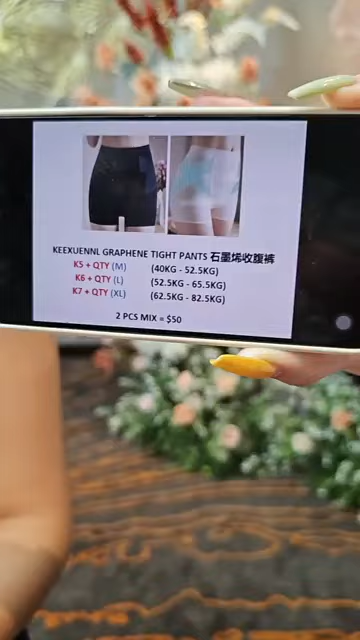 KEEXUENNL GRAPHENE TIGHT PANTS 石墨烯收腹裤
K5 + QTY (M) (40KG - 52.5KG)
K6 + QTY (L) (52.5KG - 65.5KG)
K7 + QTY (XL) (62.5KG - 82.5KG)
2 PCS MIX = $50